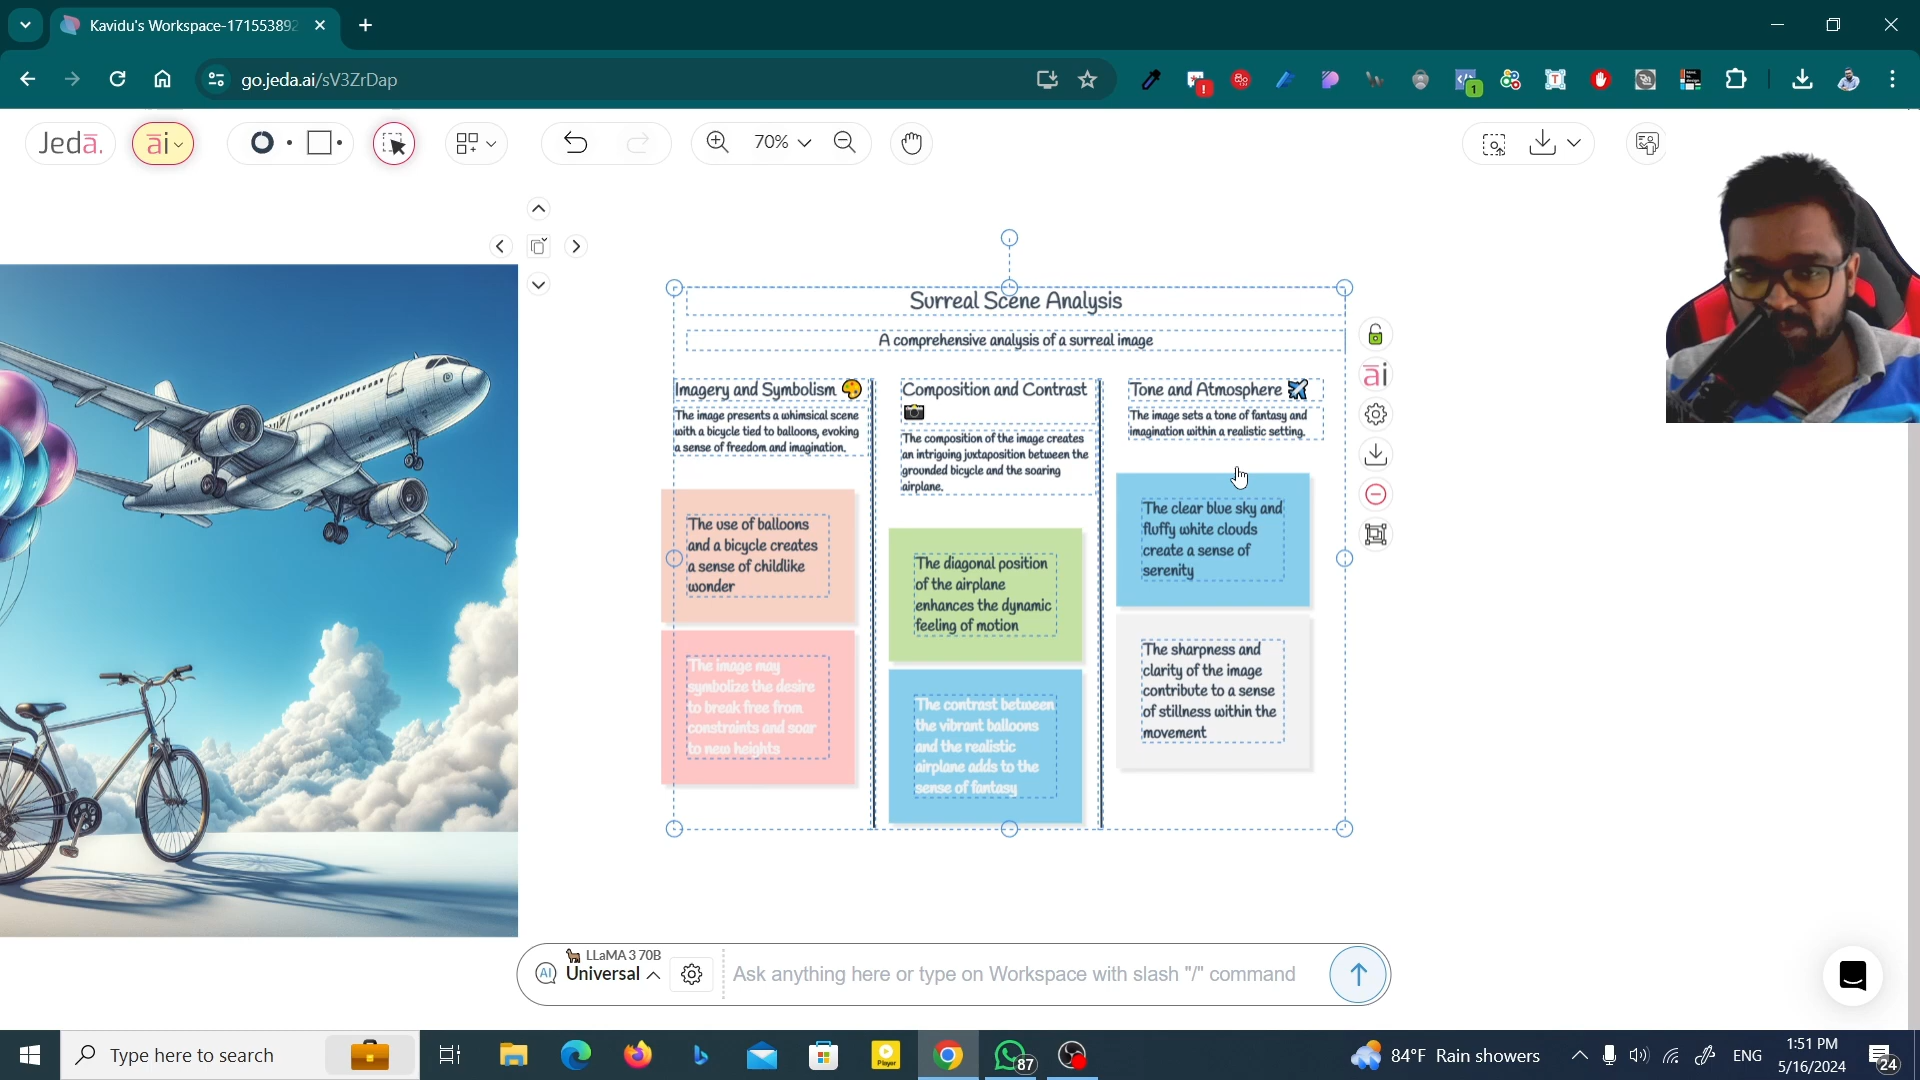 Kavidu's Workspace-171553892
go.jeda.ai/sV3ZrDap
1
Jedā.
āi
70%
Surreal Scene Analysis
A comprehensive analysis of a surreal image
Imagery and Symbolism
The image presents a whimsical scene
with a bicycle tied to balloons, evoking
a sense of freedom and imagination.
The use of balloons
and a bicycle creates
a sense of childlike
wonder
The image may
symbolize the desire
to break free from
constraints and soar
to new heights
Composition and Contrast
The composition of the image creates
an intriguing juxtaposition between the
grounded bicycle and the soaring
airplane.
The diagonal position
of the airplane
enhances the dynamic
feeling of motion
The contrast between
the vibrant balloons
and the realistic
airplane adds to the
sense of fantasy
Tone and Atmosphere
The image sets a tone of fantasy and
imagination within a realistic setting.
The clear blue sky and
fluffy white clouds
create a sense of
serenity
The sharpness and
clarity of the image
contribute to a sense
of stillness within the
movement
āi
LLaMA 3 70B
AI Universal
Ask anything here or type on Workspace with slash "/" command
Type here to search
Player
87
84°F Rain showers
ENG
1:51 PM
5/16/2024
24